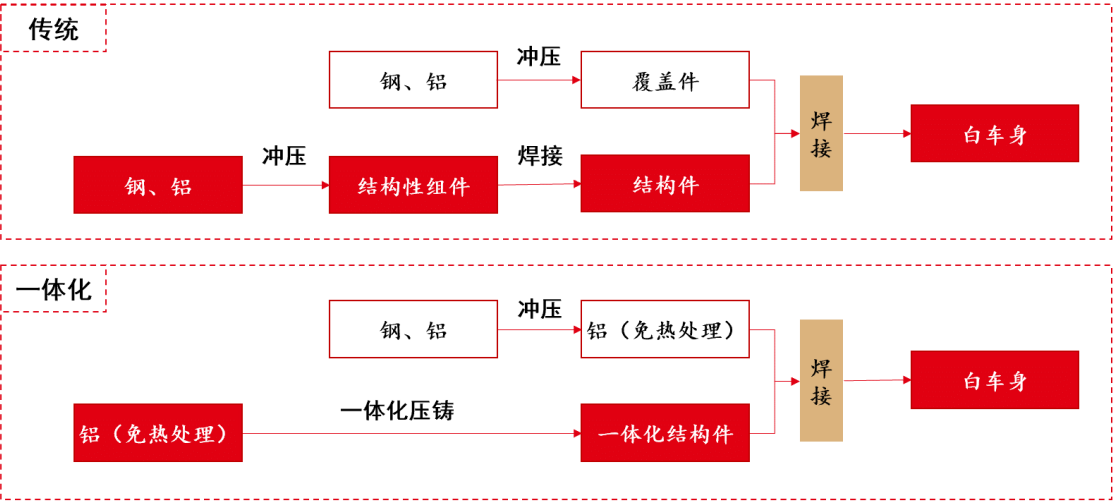 传统
冲压
钢、铝
覆盖件
焊接
白车身
冲压
焊接
钢、铝
结构性组件
结构件
一体化
冲压
钢、铝
铝（免热处理）
焊接
白车身
一体化压铸
铝（免热处理）
一体化结构件